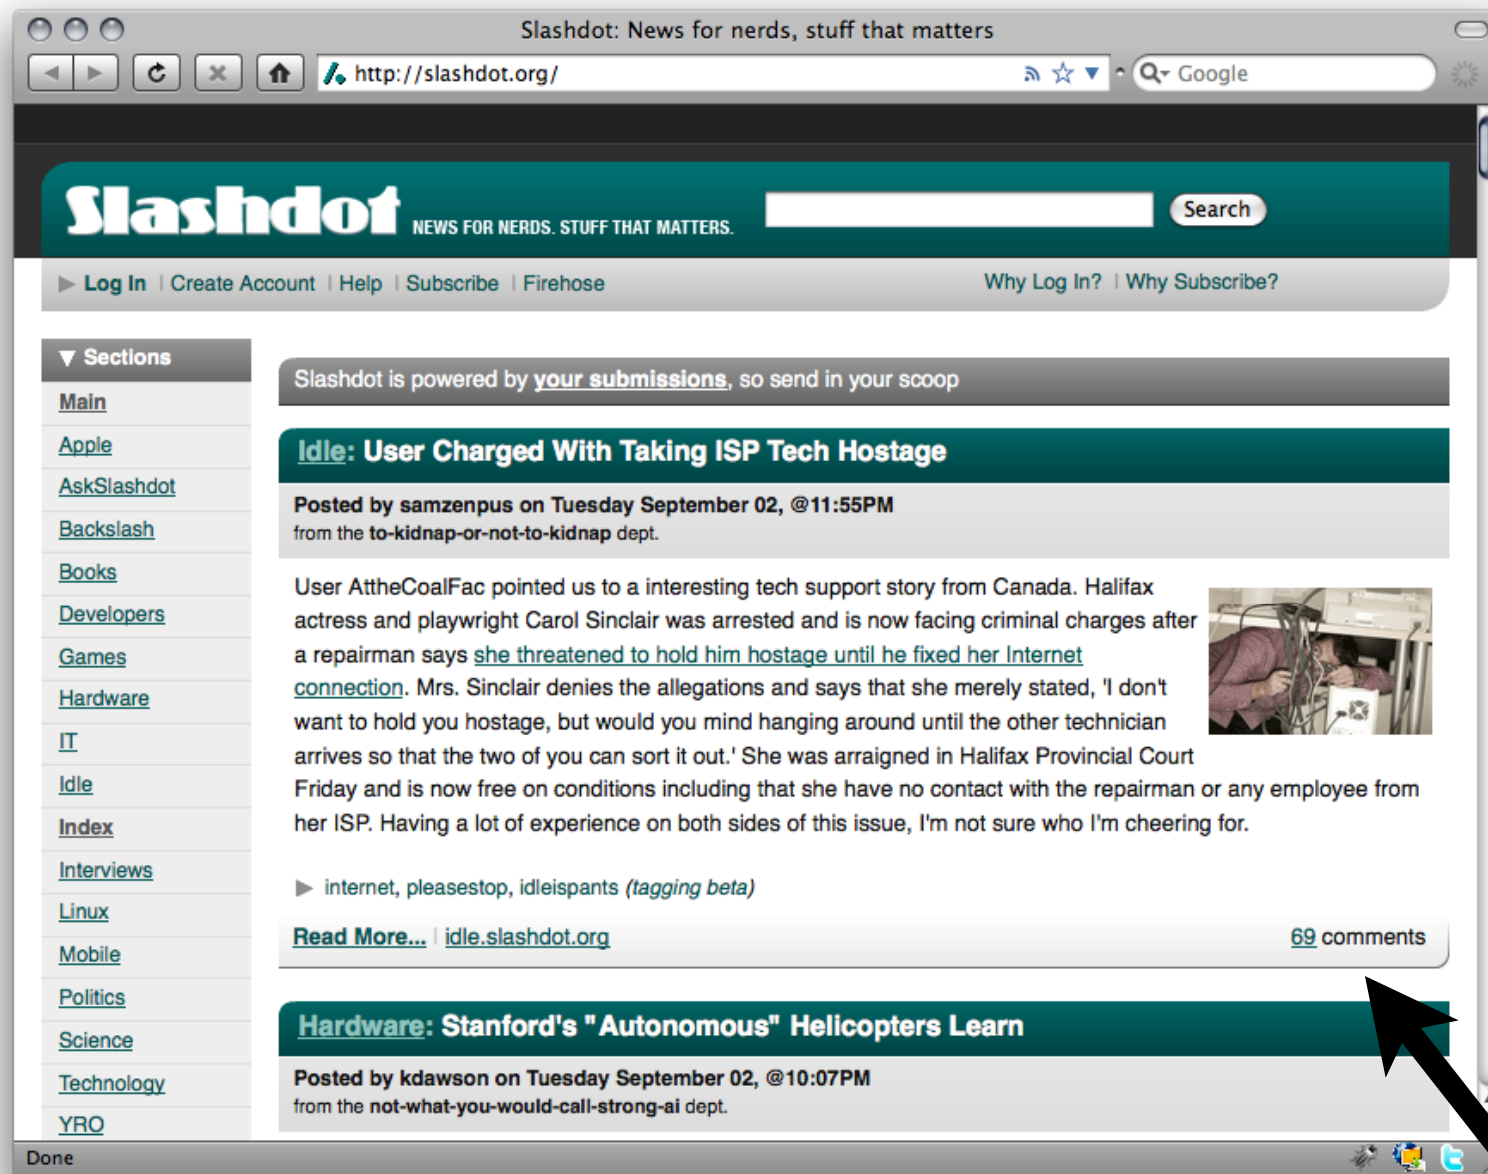 Slashdot: News for nerds, stuff that matters
http://slashdot.org/
Google
Slashdot NEWS FOR NERDS. STUFF THAT MATTERS.
Search
Log In | Create Account | Help | Subscribe | Firehose
Why Log In? | Why Subscribe?
Sections
Main
Apple
AskSlashdot
Backslash
Books
Developers
Games
Hardware
IT
Idle
Index
Interviews
Linux
Mobile
Politics
Science
Technology
YRO
Slashdot is powered by your submissions, so send in your scoop
Idle: User Charged With Taking ISP Tech Hostage
Posted by samzenpus on Tuesday September 02, @11:55PM
from the to-kidnap-or-not-to-kidnap dept.
User AttheCoalFac pointed us to a interesting tech support story from Canada. Halifax
actress and playwright Carol Sinclair was arrested and is now facing criminal charges after
a repairman says she threatened to hold him hostage until he fixed her Internet
connection. Mrs. Sinclair denies the allegations and says that she merely stated, 'I don't
want to hold you hostage, but would you mind hanging around until the other technician
arrives so that the two of you can sort it out.' She was arraigned in Halifax Provincial Court
Friday and is now free on conditions including that she have no contact with the repairman or any employee from
her ISP. Having a lot of experience on both sides of this issue, I'm not sure who I'm cheering for.
internet, pleasestop, idleispants (tagging beta)
Read More... | idle.slashdot.org
69 comments
Hardware: Stanford's "Autonomous" Helicopters Learn
Posted by kdawson on Tuesday September 02, @10:07PM
from the not-what-you-would-call-strong-ai dept.
Done